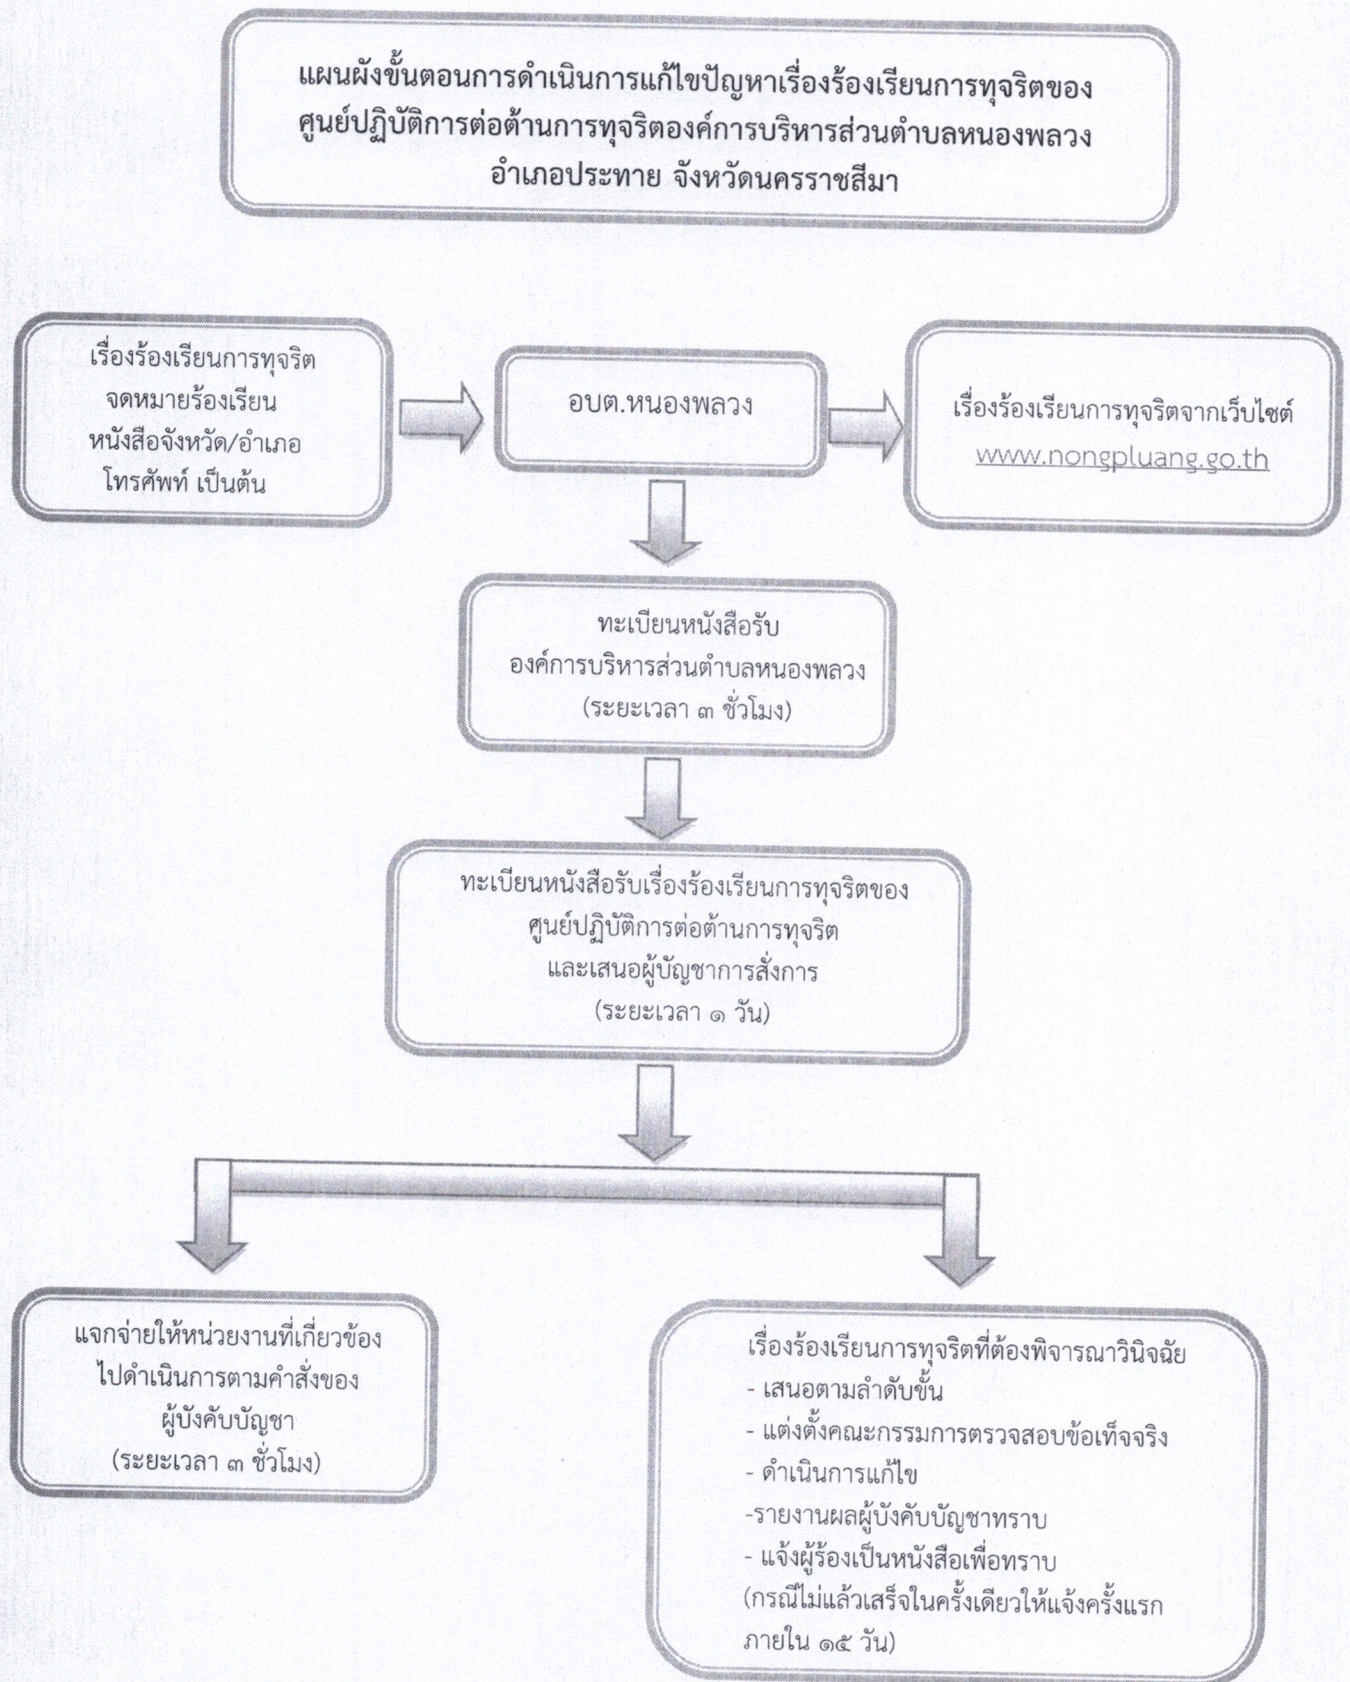 แผนผังขั้นตอนการดำเนินการแก้ไขปัญหาเรื่องร้องเรียนการทุจริตของ
ศูนย์ปฏิบัติการต่อต้านการทุจริตองค์การบริหารส่วนตำบลหนองพลวง
อำเภอประทาย จังหวัดนครราชสีมา
เรื่องร้องเรียนการทุจริต
จดหมายร้องเรียน
หนังสือจังหวัด/อำเภอ
โทรศัพท์ เป็นต้น
อบต.หนองพลวง
เรื่องร้องเรียนการทุจริตจากเว็บไซต์
www.nongpluang.go.th
ทะเบียนหนังสือรับ
องค์การบริหารส่วนตำบลหนองพลวง
(ระยะเวลา ๓ ชั่วโมง)
ทะเบียนหนังสือรับเรื่องร้องเรียนการทุจริตของ
ศูนย์ปฏิบัติการต่อต้านการทุจริต
และเสนอผู้บัญชาการสั่งการ
(ระยะเวลา ๑ วัน)
แจกจ่ายให้หน่วยงานที่เกี่ยวข้อง
ไปดำเนินการตามคำสั่งของ
ผู้บังคับบัญชา
(ระยะเวลา ๓ ชั่วโมง)
เรื่องร้องเรียนการทุจริตที่ต้องพิจารณาวินิจฉัย
- เสนอตามลำดับขั้น
- แต่งตั้งคณะกรรมการตรวจสอบข้อเท็จจริง
- ดำเนินการแก้ไข
-รายงานผลผู้บังคับบัญชาทราบ
- แจ้งผู้ร้องเป็นหนังสือเพื่อทราบ
(กรณีไม่แล้วเสร็จในครั้งเดียวให้แจ้งครั้งแรก
ภายใน ๑๕ วัน)